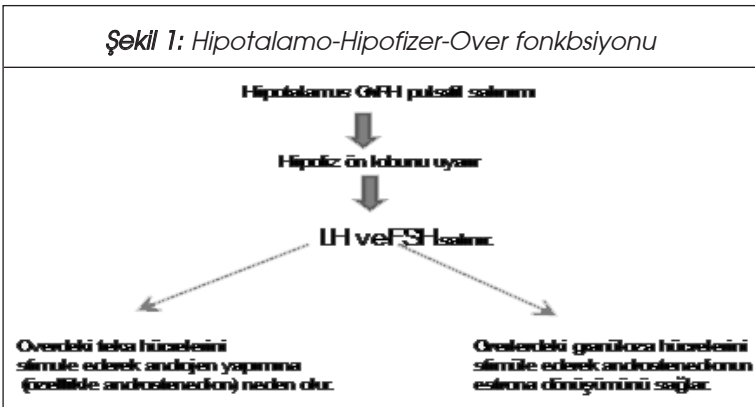 Şekil 1: Hipotalamo-Hipofizer-Over fonkbsiyonu
Hipotalamus GnRH pulsatil salınımı
Hipofiz ön lobunu uyarır
LH ve FSH salınır.
Overdeki teka hücrelerini
stimule ederek androjen yapımına
(özellikle androstenedion) neden olur.
Overlerdeki granüloza hücrelerini
stimüle ederek androstenedionun
estrona dönüşümünü sağlar.